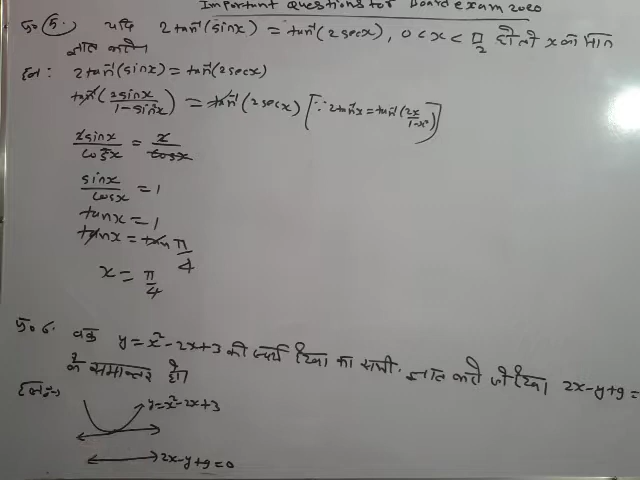 Important Questions for Board exam 2020
प्र० 5. यदि 2tan⁻¹(sinx) = tan⁻¹(2secx), 0 < x < π/2 हो तो x का मान
ज्ञात करो
हल: 2tan⁻¹(sinx) = tan⁻¹(2secx)
tan⁻¹(2sinx/1-sin²x) = tan⁻¹(2secx) [∵ 2tan⁻¹x = tan⁻¹(2x/1-x²)]
2sinx/cos²x = 2/cosx
sinx/cosx = 1
tanx = 1
tanx = tan π/4
x = π/4
प्र० 6. वक्र y = x² - 2x + 3 की स्पर्श रेखा का समी. ज्ञात करो जो रेखा 2x - y + 9 =
के समान्तर हो
हल:-
y = x² - 2x + 3
2x - y + 9 = 0